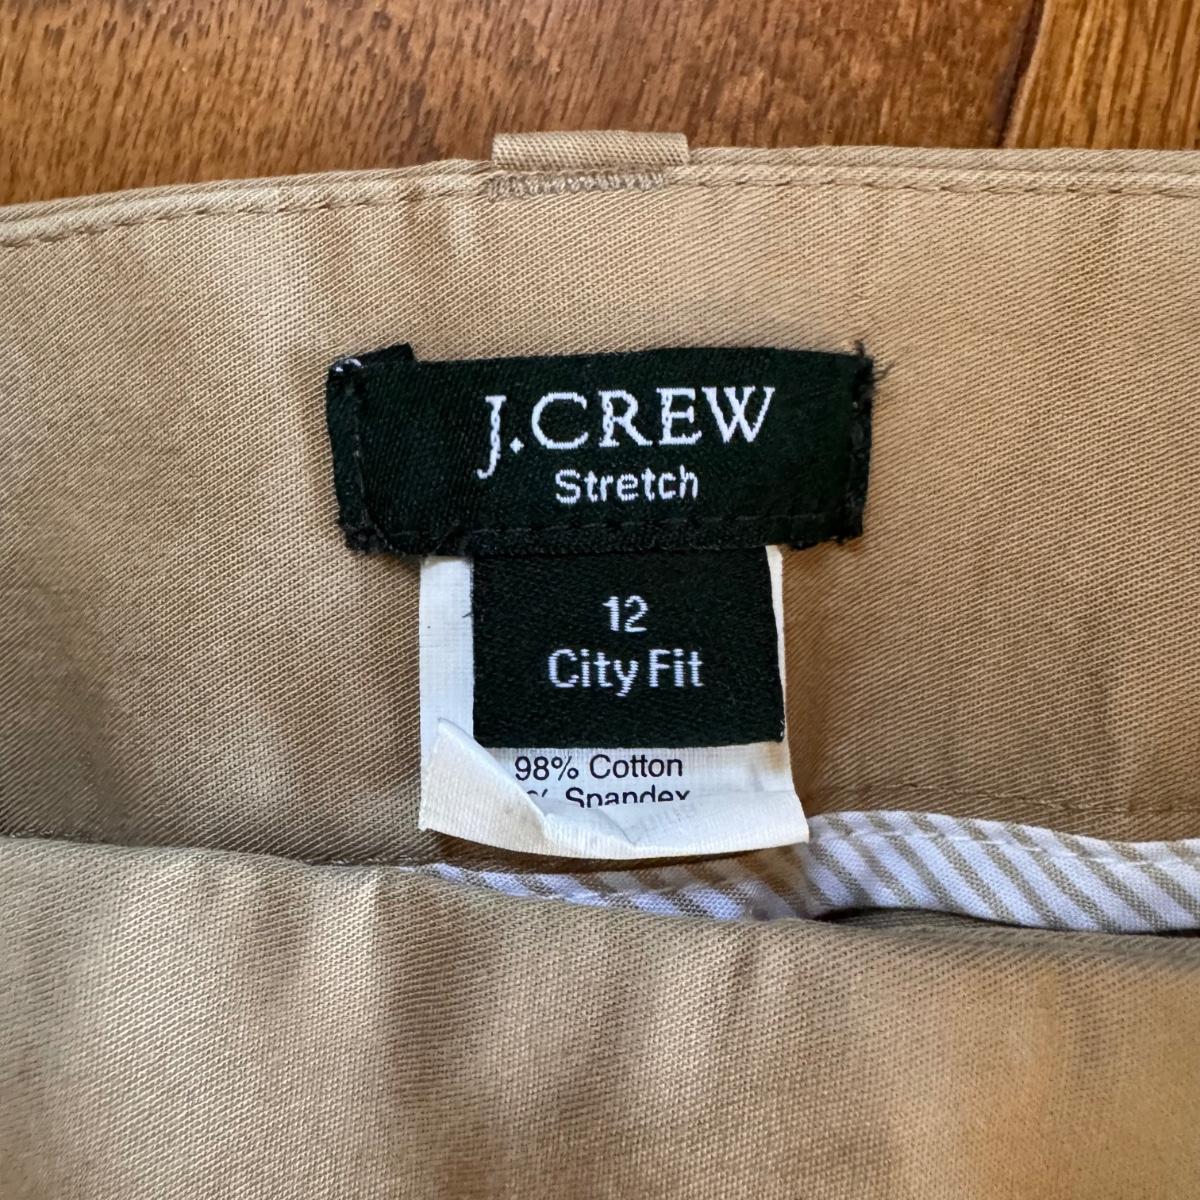 J.CREW
Stretch
12
City Fit
98% Cotton
% Spandex